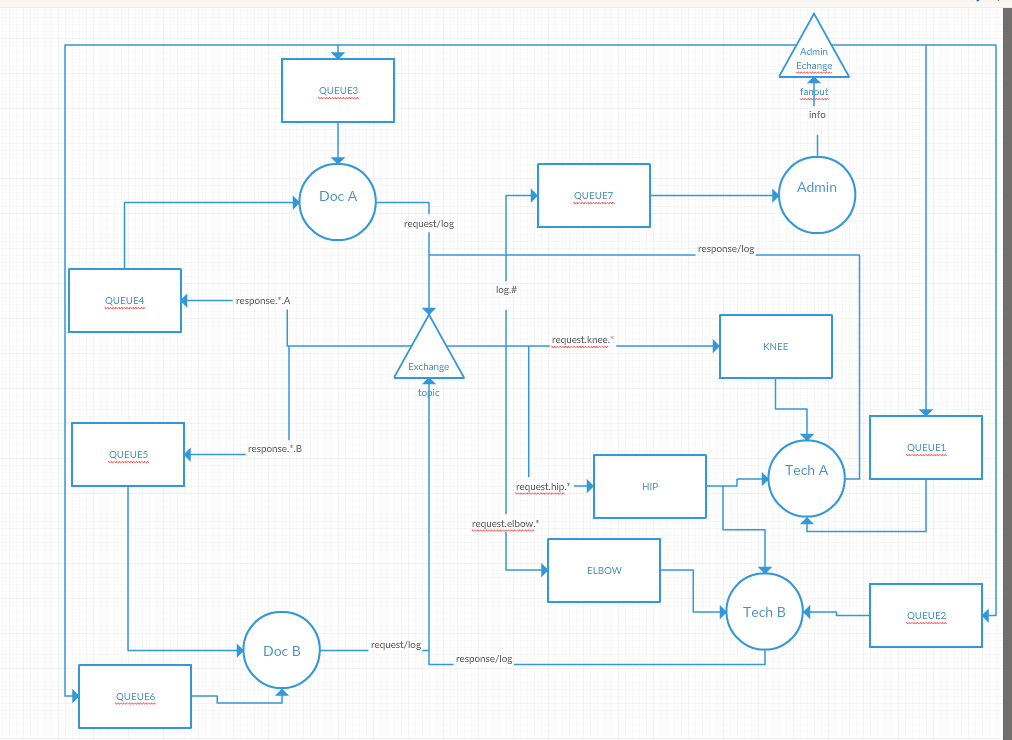 Admin
Echange
fanout
info
QUEUE3
Doc A
QUEUE7
Admin
request/log
response/log
QUEUE4
response.*.A
log.#
request.knee.*
KNEE
Exchange
topic
QUEUE5
response.*.B
QUEUE1
Tech A
request.hip.*
HIP
request.elbow.*
ELBOW
Tech B
QUEUE2
Doc B
request/log
response/log
QUEUE6